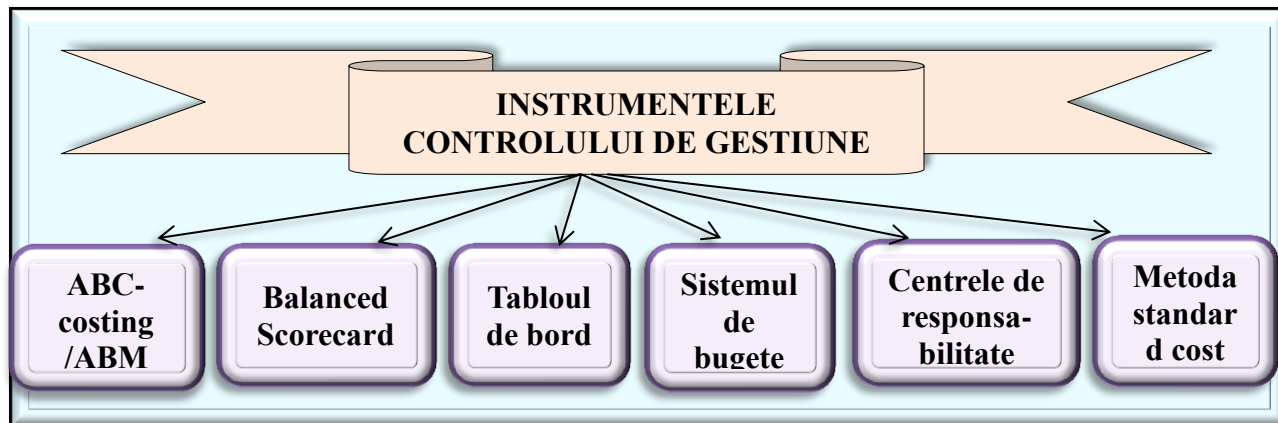 INSTRUMENTELE
CONTROLULUI DE GESTIUNE
ABC-
costing
/ABM
Balanced
Scorecard
Tabloul
de bord
Sistemul
de
bugete
Centrele de
responsa-
bilitate
Metoda
standar
d cost